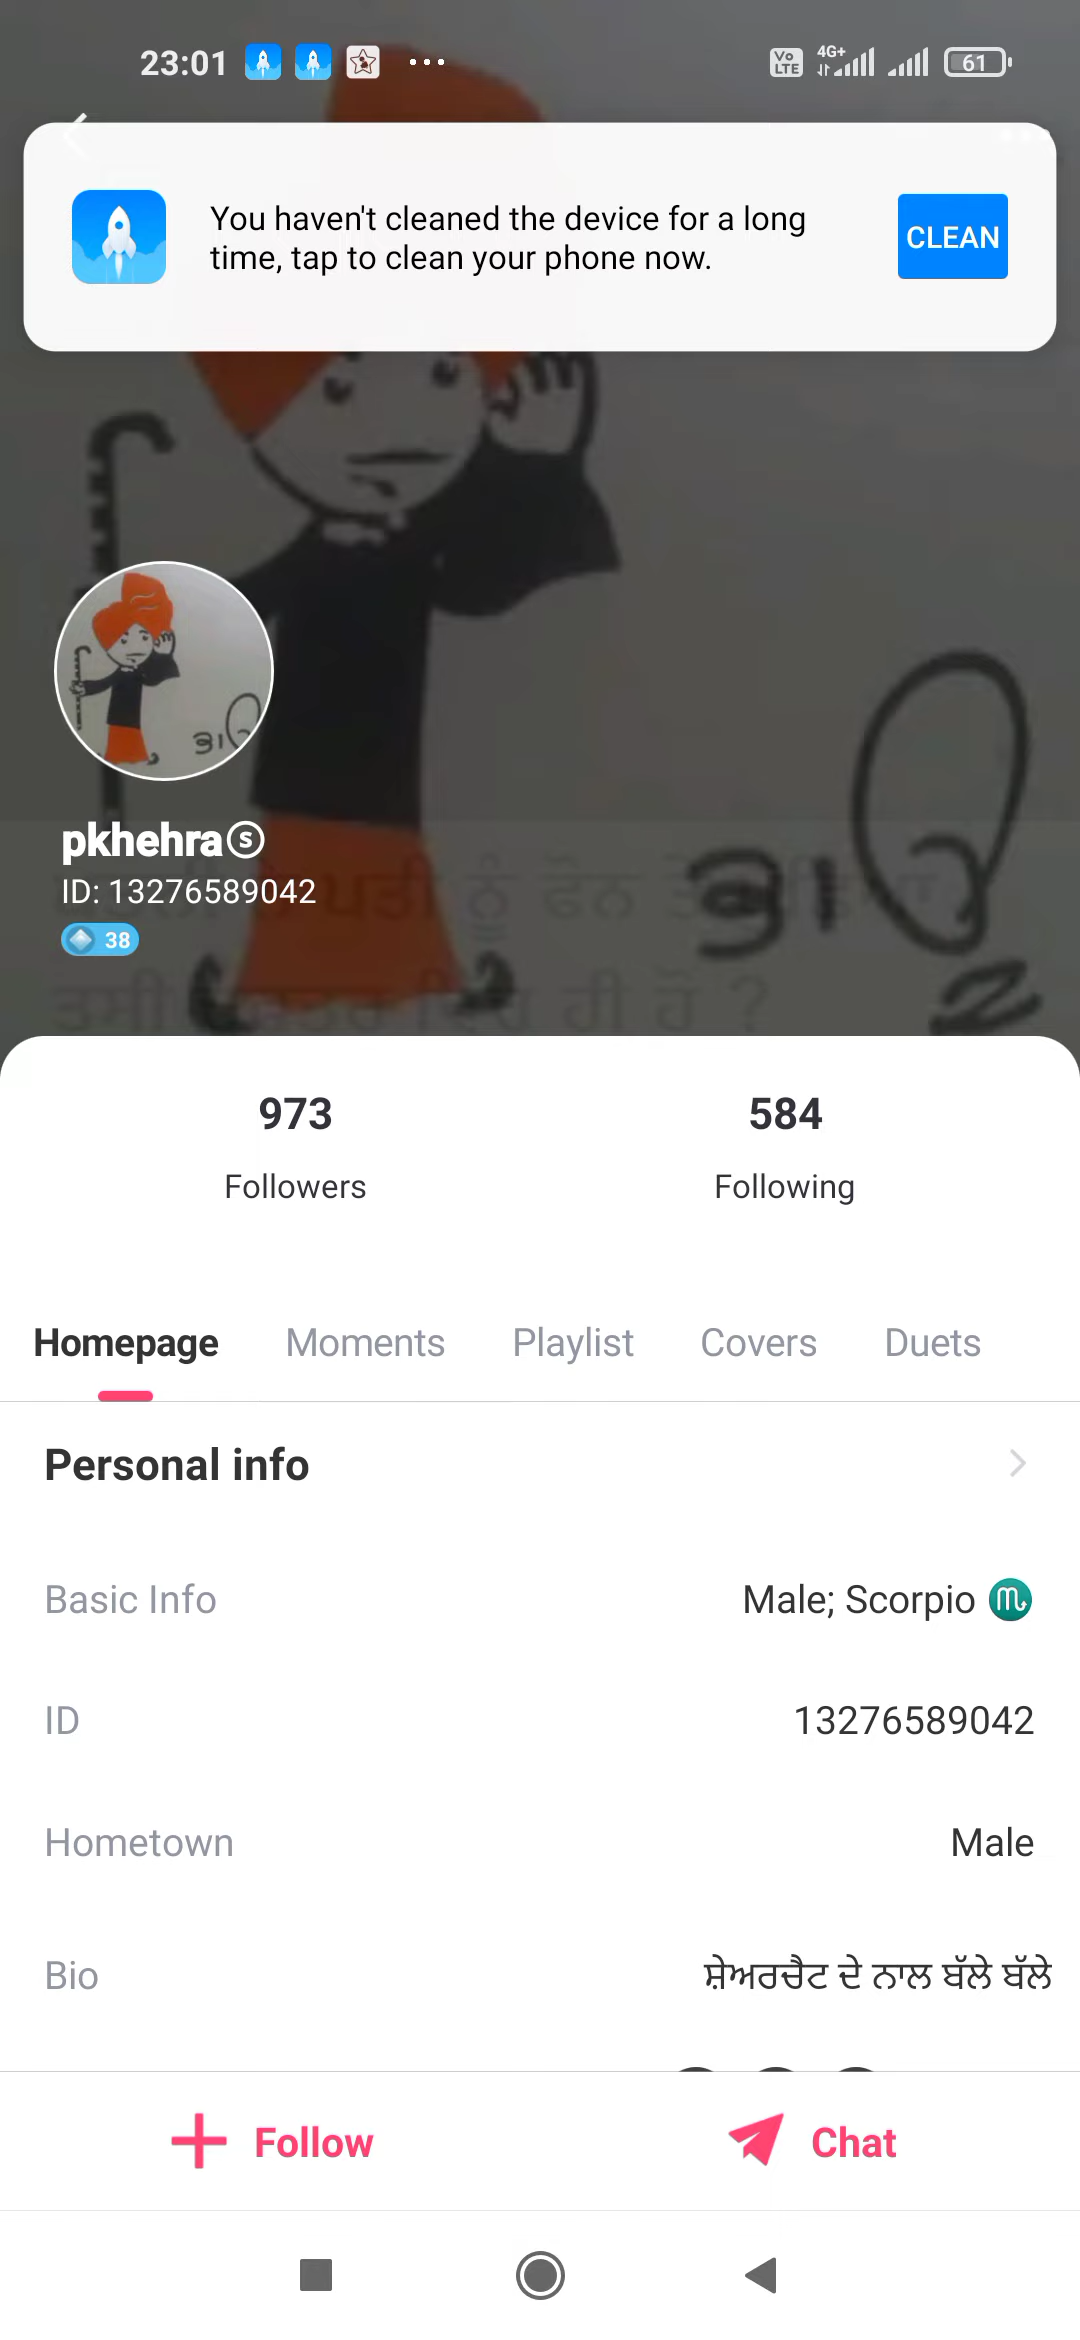 23:01
4G+
Vo
LTE
61
You haven't cleaned the device for a long
time, tap to clean your phone now.
CLEAN
pkhehra
ID: 13276589042
38
973
584
Followers
Following
Homepage
Moments
Playlist
Covers
Duets
Personal info
Basic Info
Male; Scorpio ♏
ID
13276589042
Hometown
Male
Bio
ਸ਼ੇਅਰਚੈਟ ਦੇ ਨਾਲ ਬੱਲੇ ਬੱਲੇ
Follow
Chat